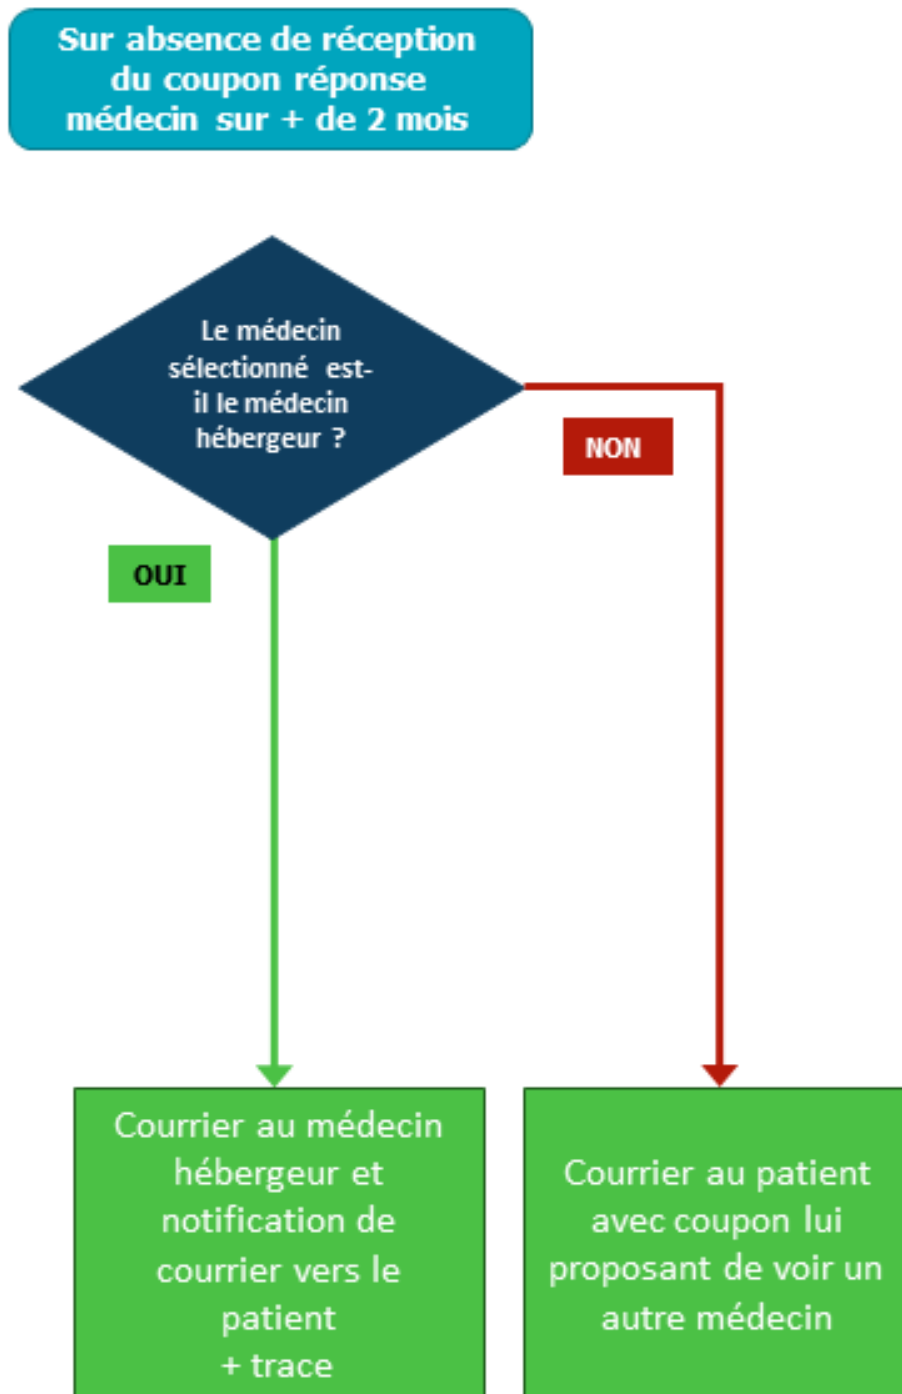 Sur absence de réception
du coupon réponse
médecin sur + de 2 mois
Le médecin
sélectionné est-
il le médecin
hébergeur ?
NON
OUI
Courrier au médecin
hébergeur et
notification de
courrier vers le
patient
+ trace
Courrier au patient
avec coupon lui
proposant de voir un
autre médecin